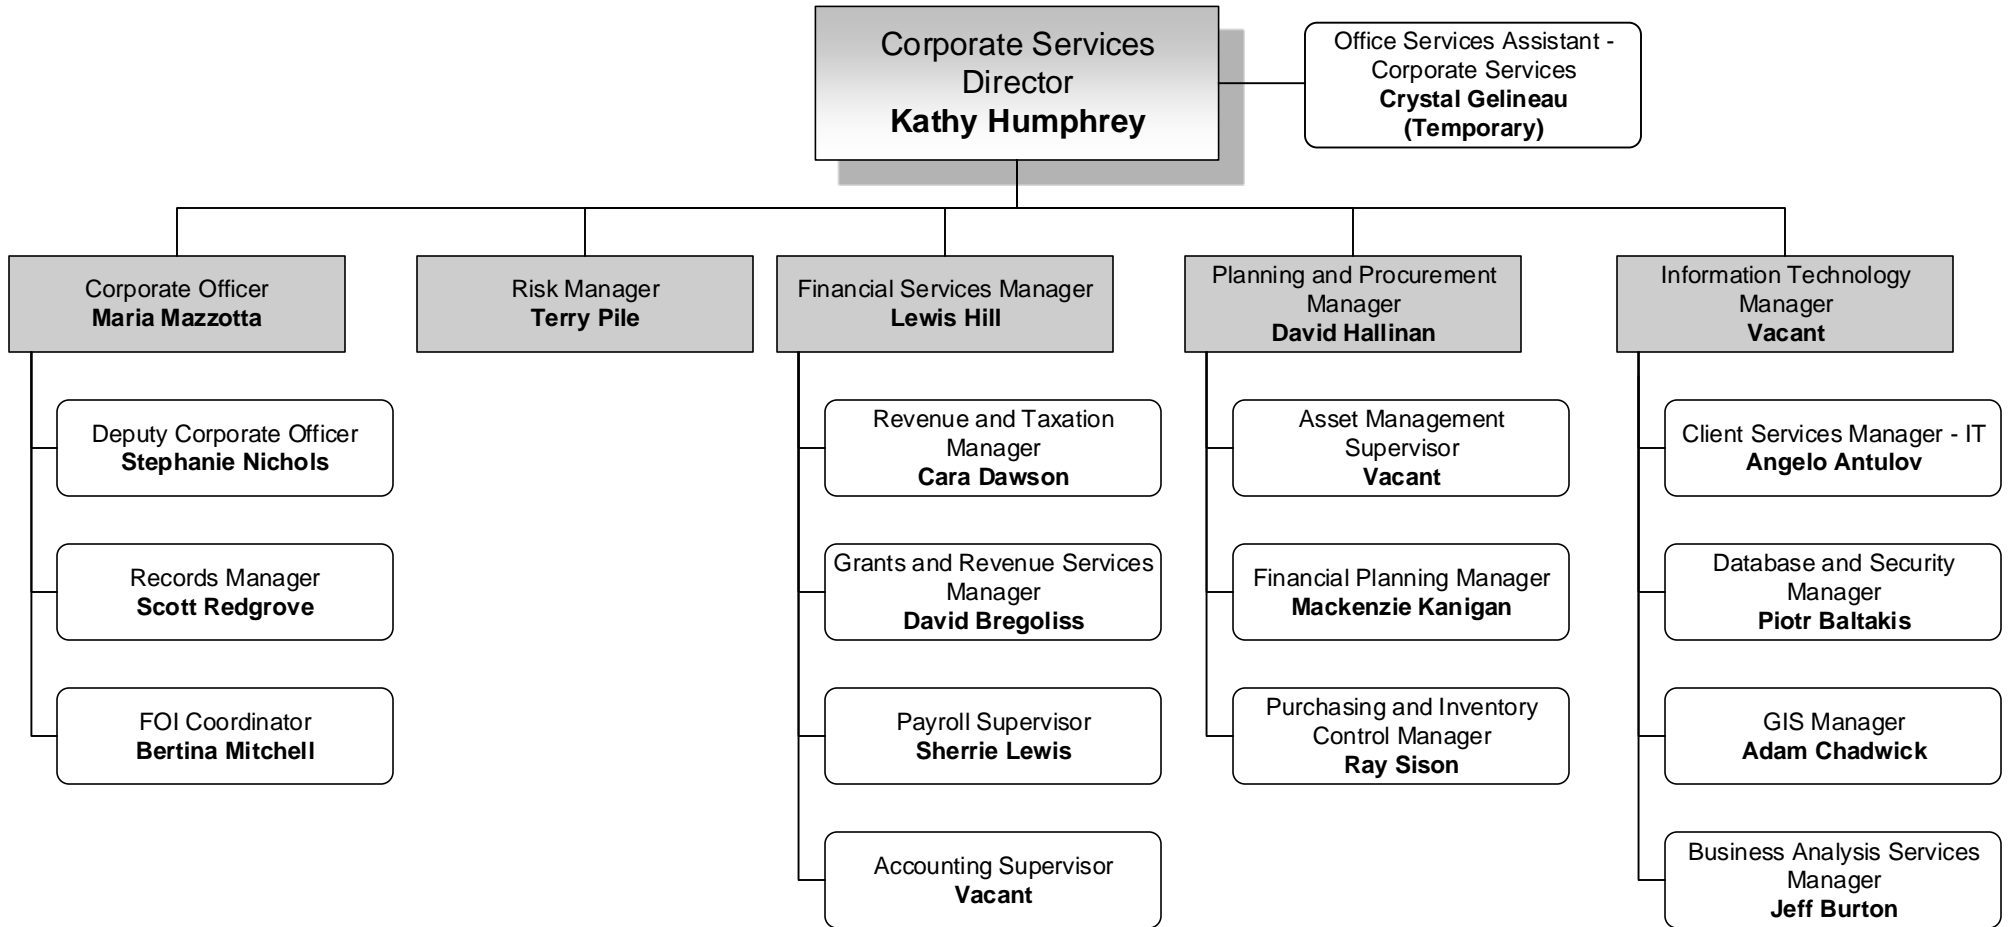 Corporate Services
Director
Kathy Humphrey
Office Services Assistant -
Corporate Services
Crystal Gelineau
(Temporary)
Corporate Officer
Maria Mazzotta
Risk Manager
Terry Pile
Financial Services Manager
Lewis Hill
Planning and Procurement
Manager
David Hallinan
Information Technology
Manager
Vacant
Deputy Corporate Officer
Stephanie Nichols
Records Manager
Scott Redgrove
FOI Coordinator
Bertina Mitchell
Revenue and Taxation
Manager
Cara Dawson
Grants and Revenue Services
Manager
David Bregoliss
Payroll Supervisor
Sherrie Lewis
Accounting Supervisor
Vacant
Asset Management
Supervisor
Vacant
Financial Planning Manager
Mackenzie Kanigan
Purchasing and Inventory
Control Manager
Ray Sison
Client Services Manager - IT
Angelo Antulov
Database and Security
Manager
Piotr Baltakis
GIS Manager
Adam Chadwick
Business Analysis Services
Manager
Jeff Burton